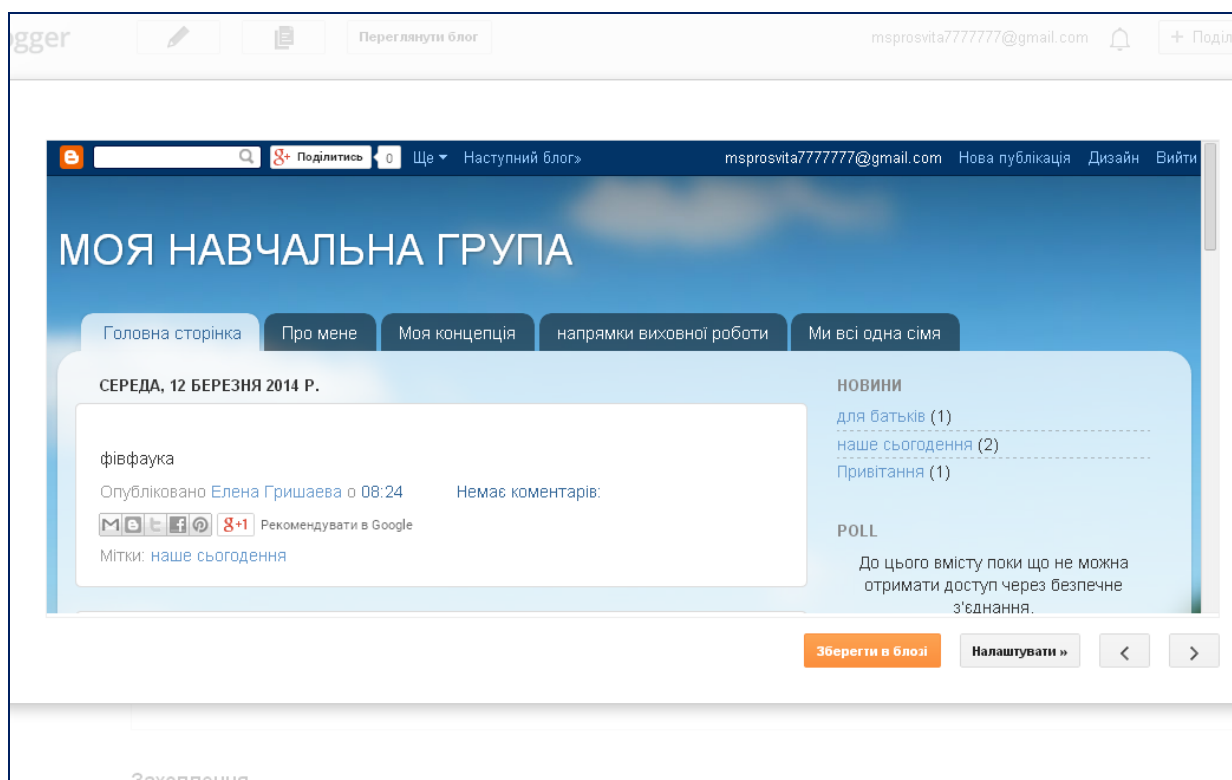 ogger Переглянути блог msprosvita7777777@gmail.com + Поділ
g+ Поділитись 0 Ще Наступний блог» msprosvita7777777@gmail.com Нова публікація Дизайн Вийти
МОЯ НАВЧАЛЬНА ГРУПА
Головна сторінка Про мене Моя концепція напрямки виховної роботи Ми всі одна сімя
СЕРЕДА, 12 БЕРЕЗНЯ 2014 Р.
фівфаука
Опубліковано Елена Гришаева о 08:24 Немає коментарів:
g+1 Рекомендувати в Google
Мітки: наше сьогодення
НОВИНИ
для батьків (1)
наше сьогодення (2)
Привітання (1)
POLL
До цього вмісту поки що не можна
отримати доступ через безпечне
з'єднання.
Зберегти в блозі Налаштувати »